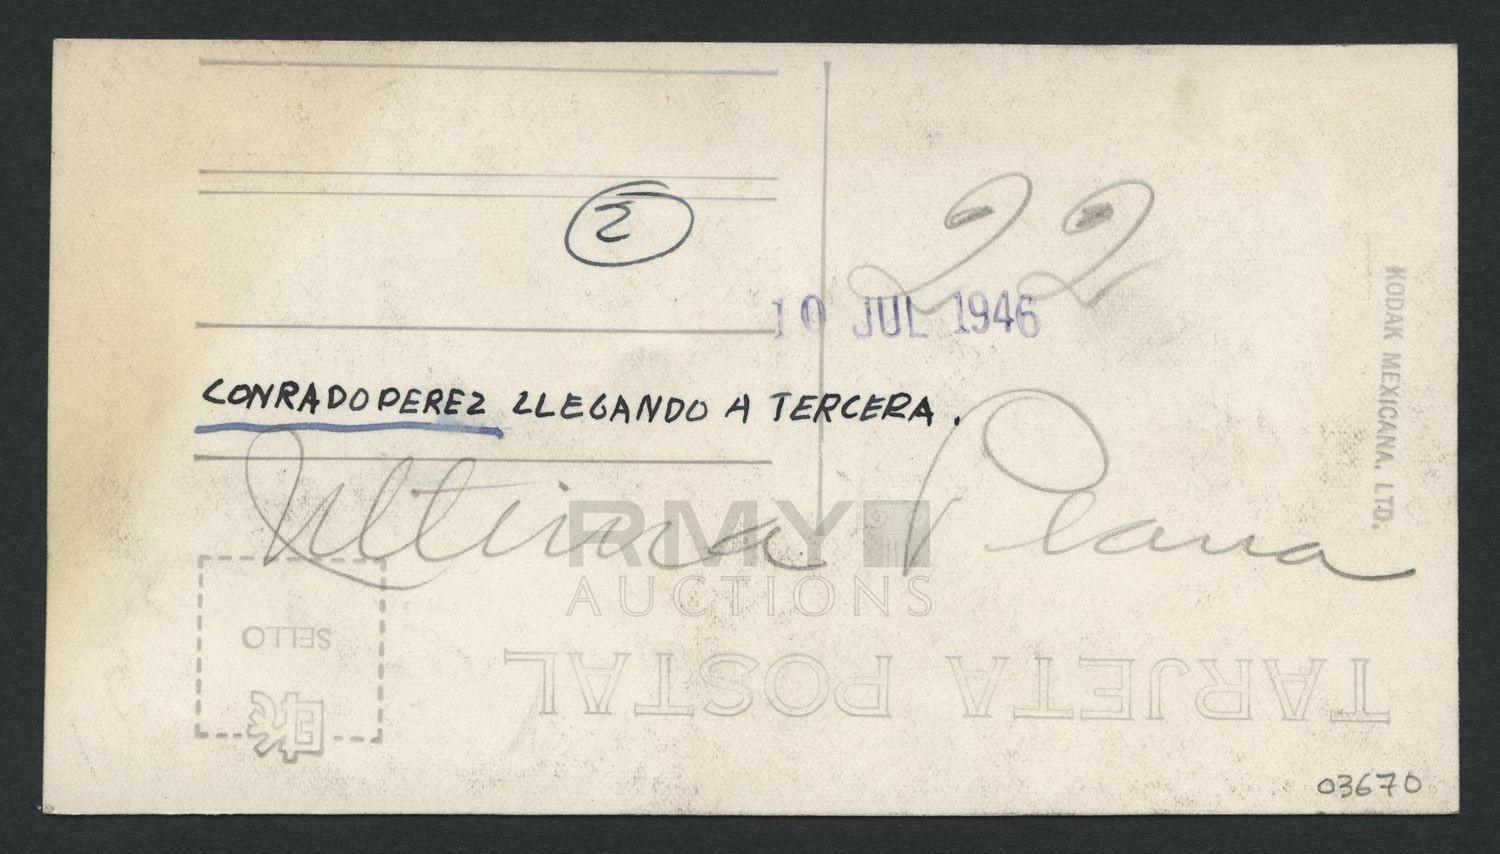 2
22
10 JUL 1946
KODAK MEXICANA, LTD.
CONRADO PEREZ LLEGANDO A TERCERA.
Ultima Plana
RMY
AUCTIONS
SELLO
EKC
TARJETA POSTAL
03670